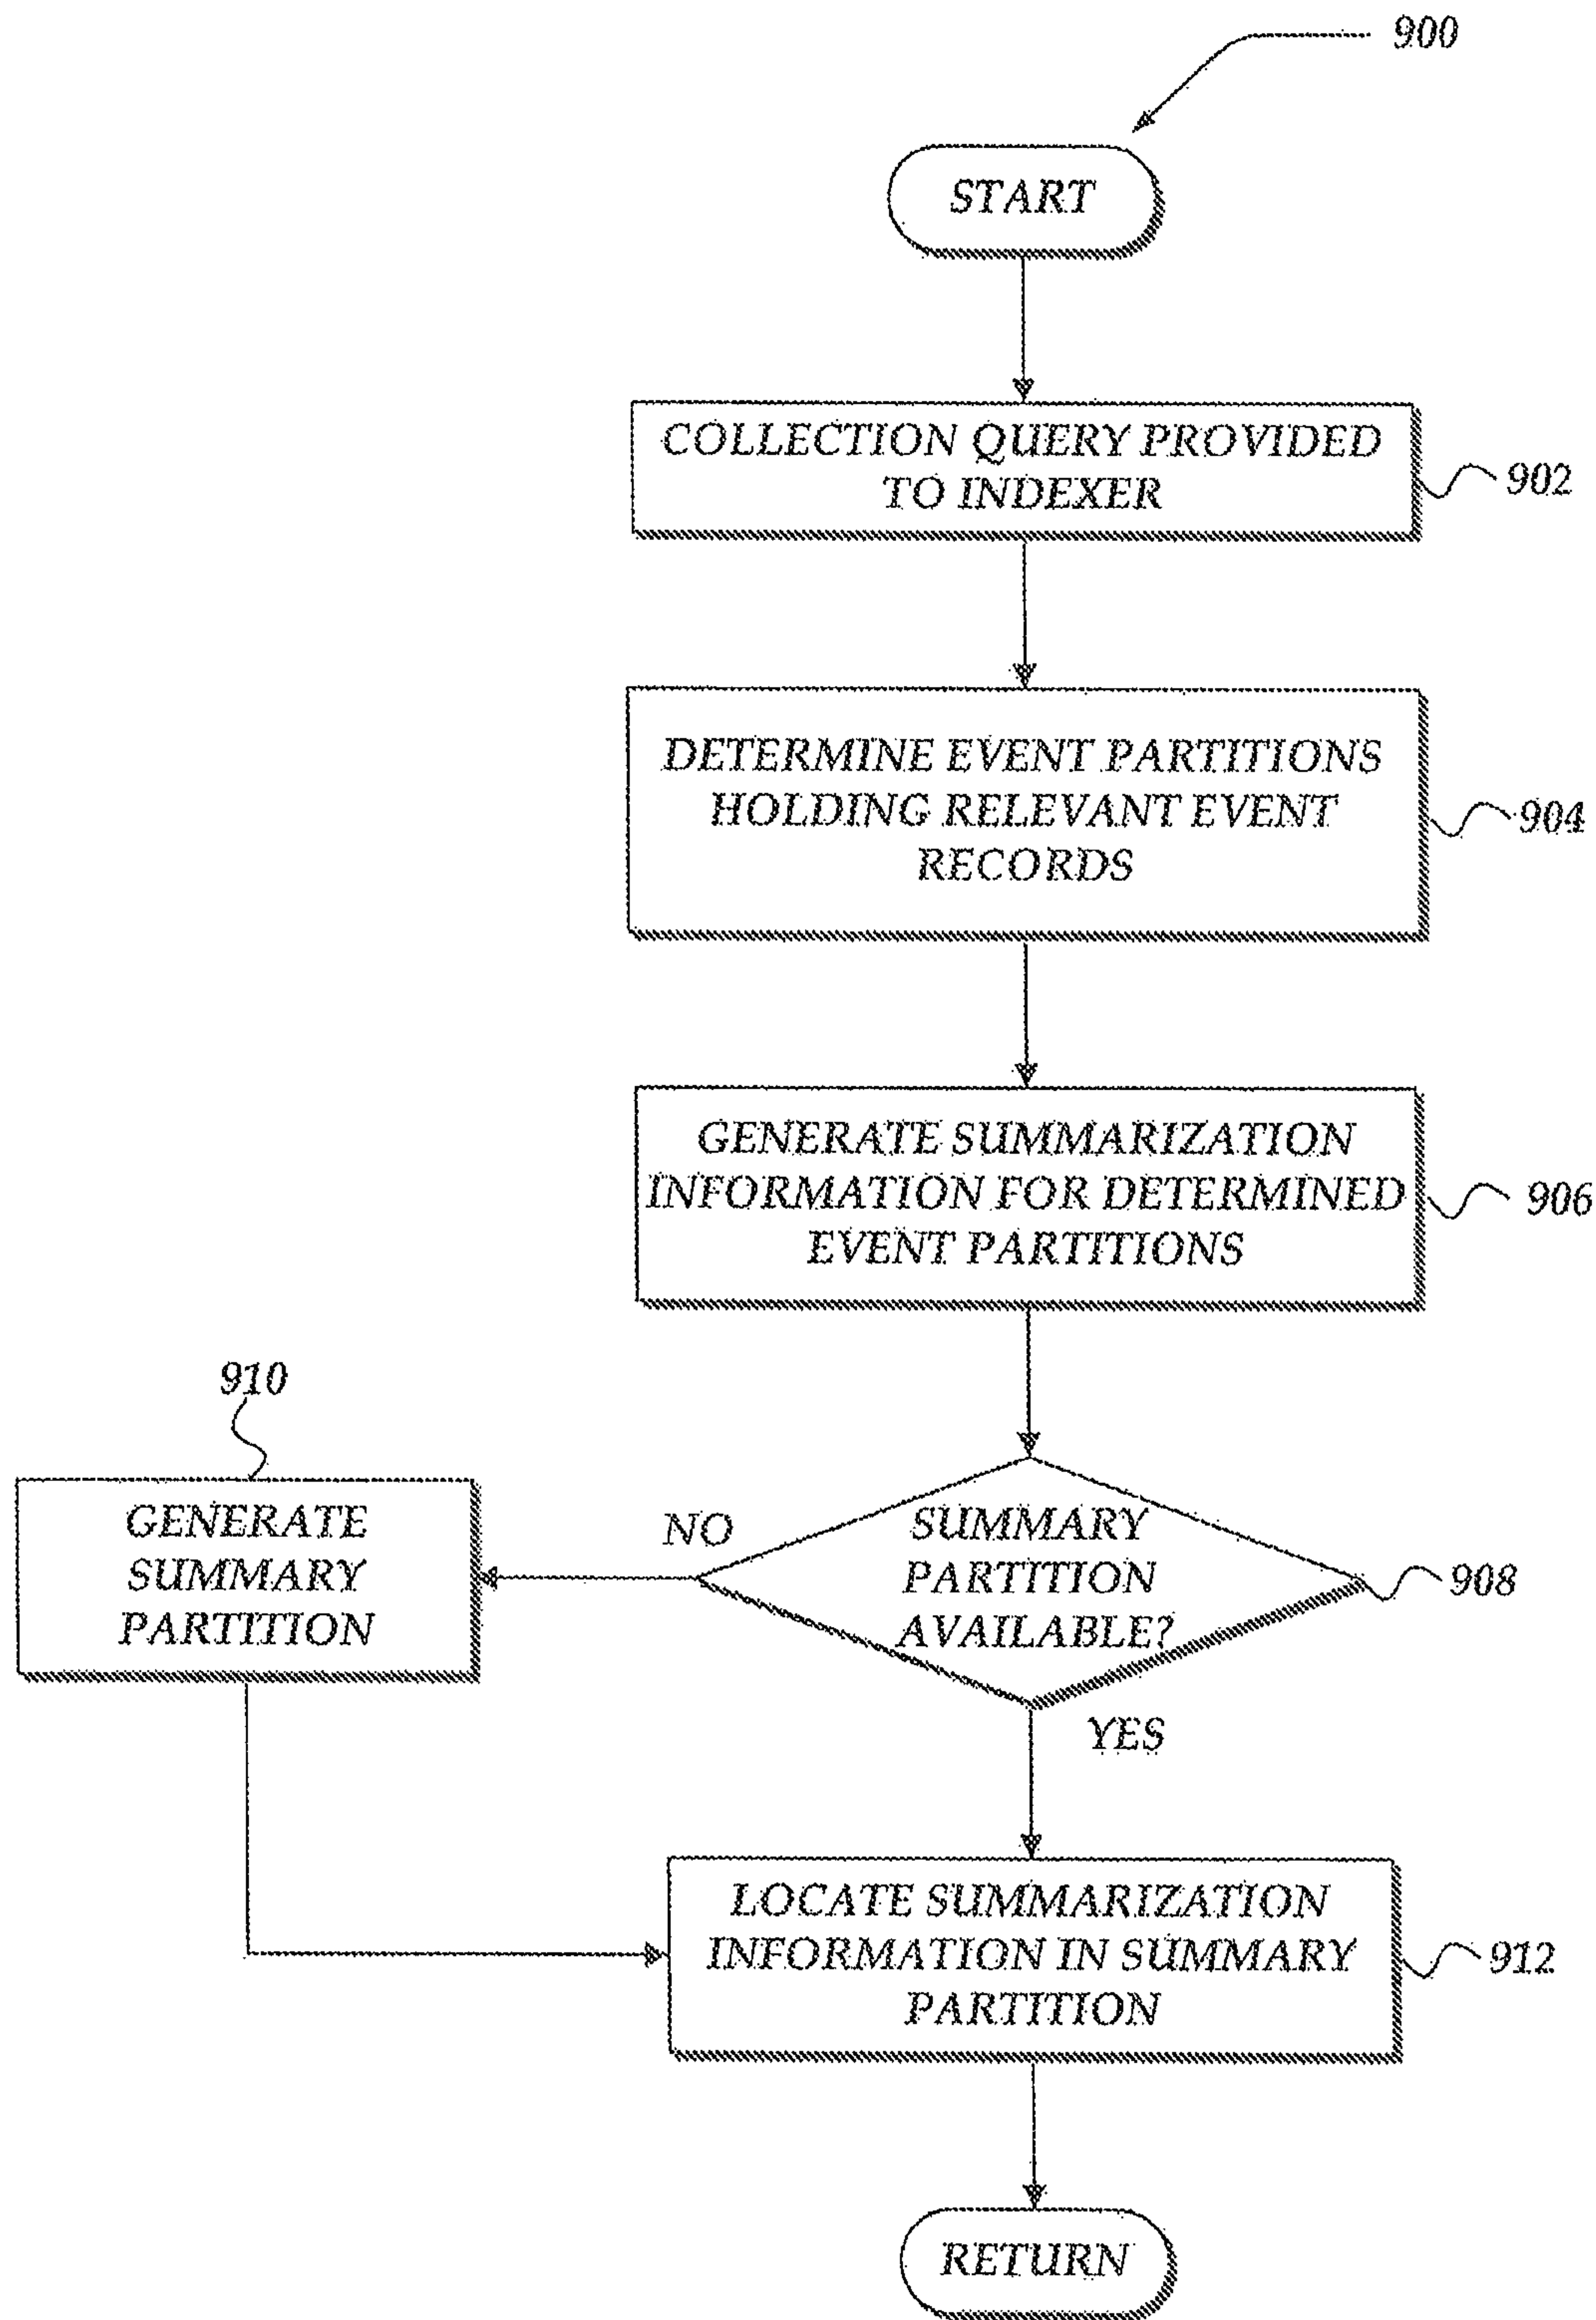 900
START
COLLECTION QUERY PROVIDED
TO INDEXER
902
DETERMINE EVENT PARTITIONS
HOLDING RELEVANT EVENT
RECORDS
904
GENERATE SUMMARIZATION
INFORMATION FOR DETERMINED
EVENT PARTITIONS
906
910
GENERATE
SUMMARY
PARTITION
NO
SUMMARY
PARTITION
AVAILABLE?
908
YES
LOCATE SUMMARIZATION
INFORMATION IN SUMMARY
PARTITION
912
RETURN